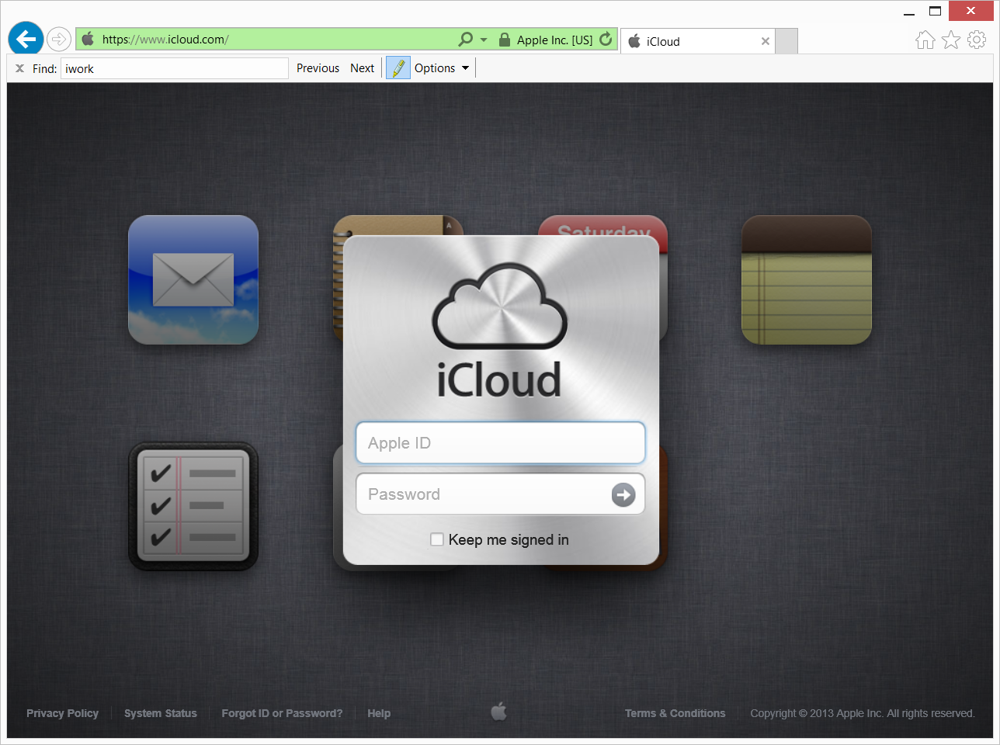 https://www.icloud.com/
Apple Inc. [US]
iCloud
Find: iwork
Previous
Next
Options
A
Saturday
iCloud
Apple ID
Password
Keep me signed in
Privacy Policy
System Status
Forgot ID or Password?
Help
Terms & Conditions
Copyright © 2013 Apple Inc. All rights reserved.